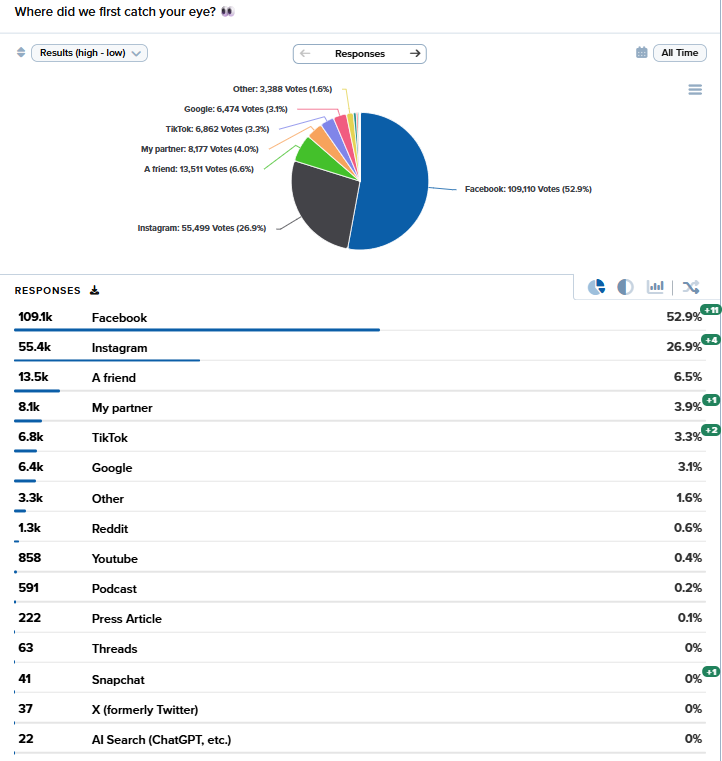 Where did we first catch your eye? 👀
Results (high - low)
Responses
All Time
Other: 3,388 Votes (1.6%)
Google: 6,474 Votes (3.1%)
TikTok: 6,862 Votes (3.3%)
My partner: 8,177 Votes (4.0%)
A friend: 13,511 Votes (6.6%)
Facebook: 109,110 Votes (52.9%)
Instagram: 55,499 Votes (26.9%)
RESPONSES
109.1k Facebook 52.9% +11
55.4k Instagram 26.9% +4
13.5k A friend 6.5%
8.1k My partner 3.9% +1
6.8k TikTok 3.3% +2
6.4k Google 3.1%
3.3k Other 1.6%
1.3k Reddit 0.6%
858 Youtube 0.4%
591 Podcast 0.2%
222 Press Article 0.1%
63 Threads 0%
41 Snapchat 0% +1
37 X (formerly Twitter) 0%
22 AI Search (ChatGPT, etc.) 0%